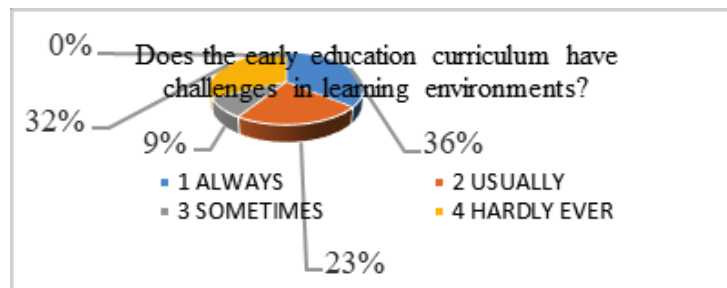 0%
Does the early education curriculum have
challenges in learning environments?
32%
9%
36%
1 ALWAYS
2 USUALLY
3 SOMETIMES
4 HARDLY EVER
23%